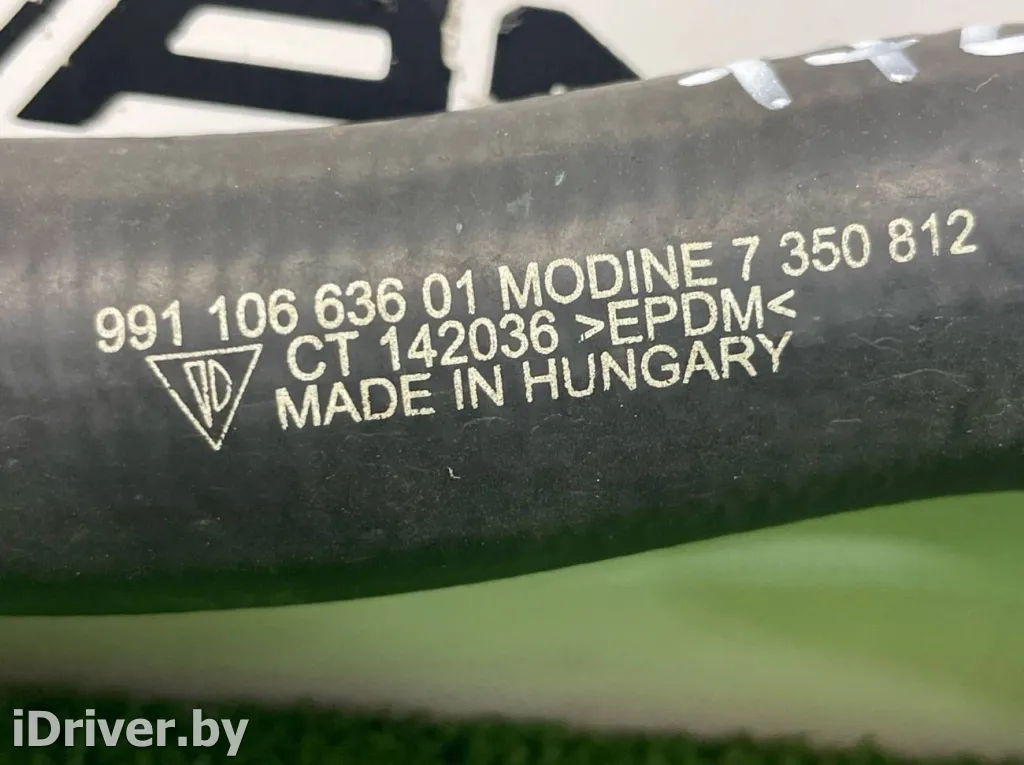 991 106 636 01 MODINE 7 350 812
CT 142036 >EPDM<
MADE IN HUNGARY
iDriver.by